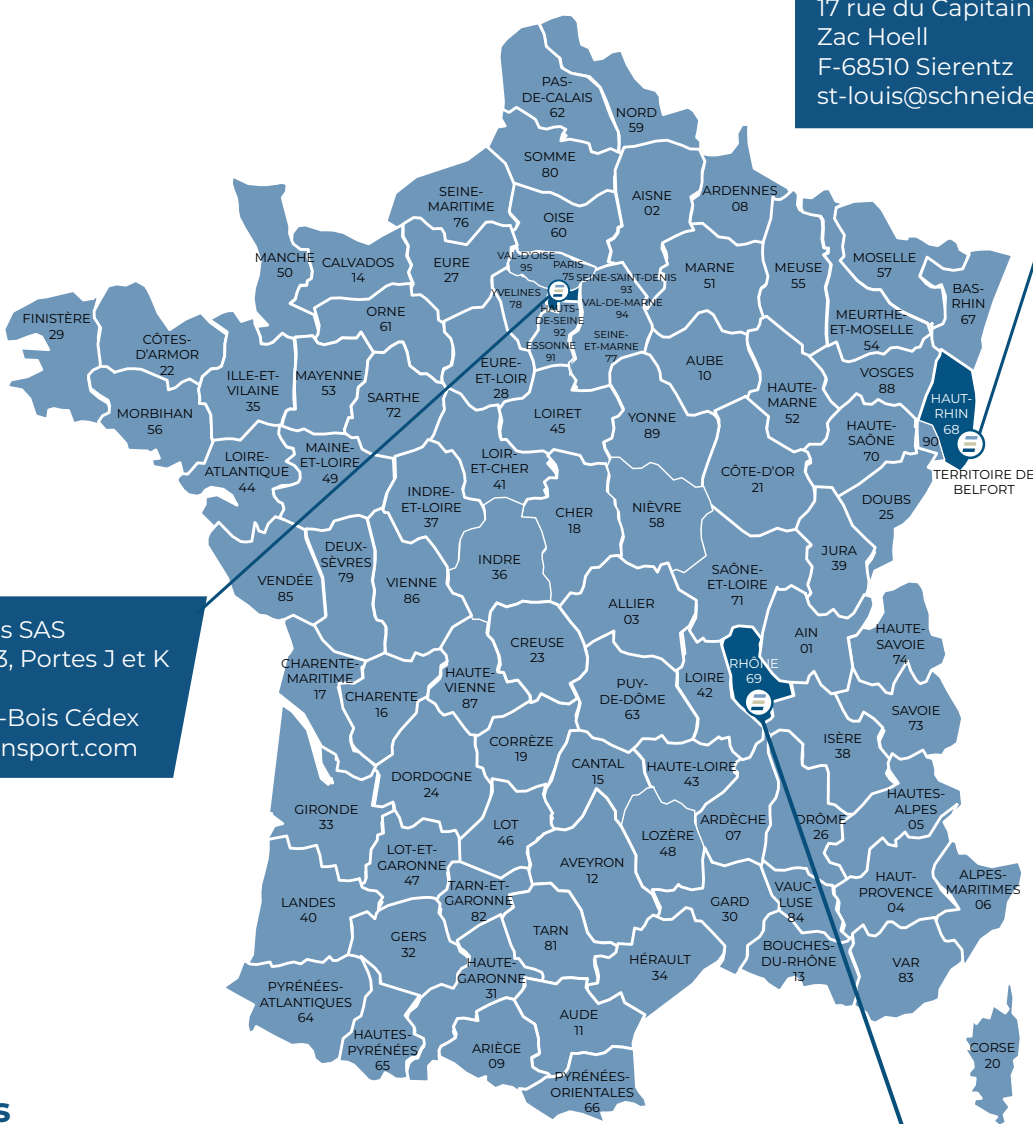 17 rue du Capitain
Zac Hoell
F-68510 Sierentz
st-louis@schneide
PAS-
DE-CALAIS
62
NORD
59
SOMME
80
SEINE-
MARITIME
76
OISE
60
AISNE
02
ARDENNES
08
MANCHE
50
CALVADOS
14
EURE
27
VAL-D'OISE
95
PARIS
75
SEINE-SAINT-DENIS
93
VAL-DE-MARNE
94
YVELINES
78
HAUTS-
DE-SEINE
92
ESSONNE
91
SEINE-
ET-MARNE
77
MARNE
51
MEUSE
55
MOSELLE
57
BAS-
RHIN
67
MEURTHE-
ET-MOSELLE
54
FINISTÈRE
29
CÔTES-
D'ARMOR
22
ORNE
61
ILLE-ET-
VILAINE
35
MAYENNE
53
SARTHE
72
EURE-
ET-LOIR
28
AUBE
10
HAUTE-
MARNE
52
VOSGES
88
HAUT-
RHIN
68
MORBIHAN
56
LOIRET
45
YONNE
89
HAUTE-
SAÔNE
70
90
TERRITOIRE DE
BELFORT
LOIRE-
ATLANTIQUE
44
MAINE-
ET-LOIRE
49
LOIR-
ET-CHER
41
INDRE-
ET-LOIRE
37
CHER
18
NIÈVRE
58
CÔTE-D'OR
21
DOUBS
25
VENDÉE
85
DEUX-
SÈVRES
79
VIENNE
86
INDRE
36
SAÔNE-
ET-LOIRE
71
JURA
39
s SAS
3, Portes J et K
-Bois Cédex
nsport.com
ALLIER
03
CREUSE
23
AIN
01
HAUTE-
SAVOIE
74
CHARENTE-
MARITIME
17
CHARENTE
16
HAUTE-
VIENNE
87
PUY-
DE-DÔME
63
LOIRE
42
RHÔNE
69
SAVOIE
73
ISÈRE
38
CORRÈZE
19
DORDOGNE
24
CANTAL
15
HAUTE-LOIRE
43
GIRONDE
33
LOT
46
LOZÈRE
48
ARDÈCHE
07
DRÔME
26
HAUTES-
ALPES
05
LOT-ET-
GARONNE
47
AVEYRON
12
LANDES
40
TARN-ET-
GARONNE
82
GARD
30
VAUC-
LUSE
84
HAUT-
PROVENCE
04
ALPES-
MARITIMES
06
GERS
32
TARN
81
HAUTE-
GARONNE
31
HÉRAULT
34
BOUCHES-
DU-RHÔNE
13
VAR
83
PYRÉNÉES-
ATLANTIQUES
64
HAUTES-
PYRÉNÉES
65
ARIÈGE
09
AUDE
11
PYRÉNÉES-
ORIENTALES
66
CORSE
20
s